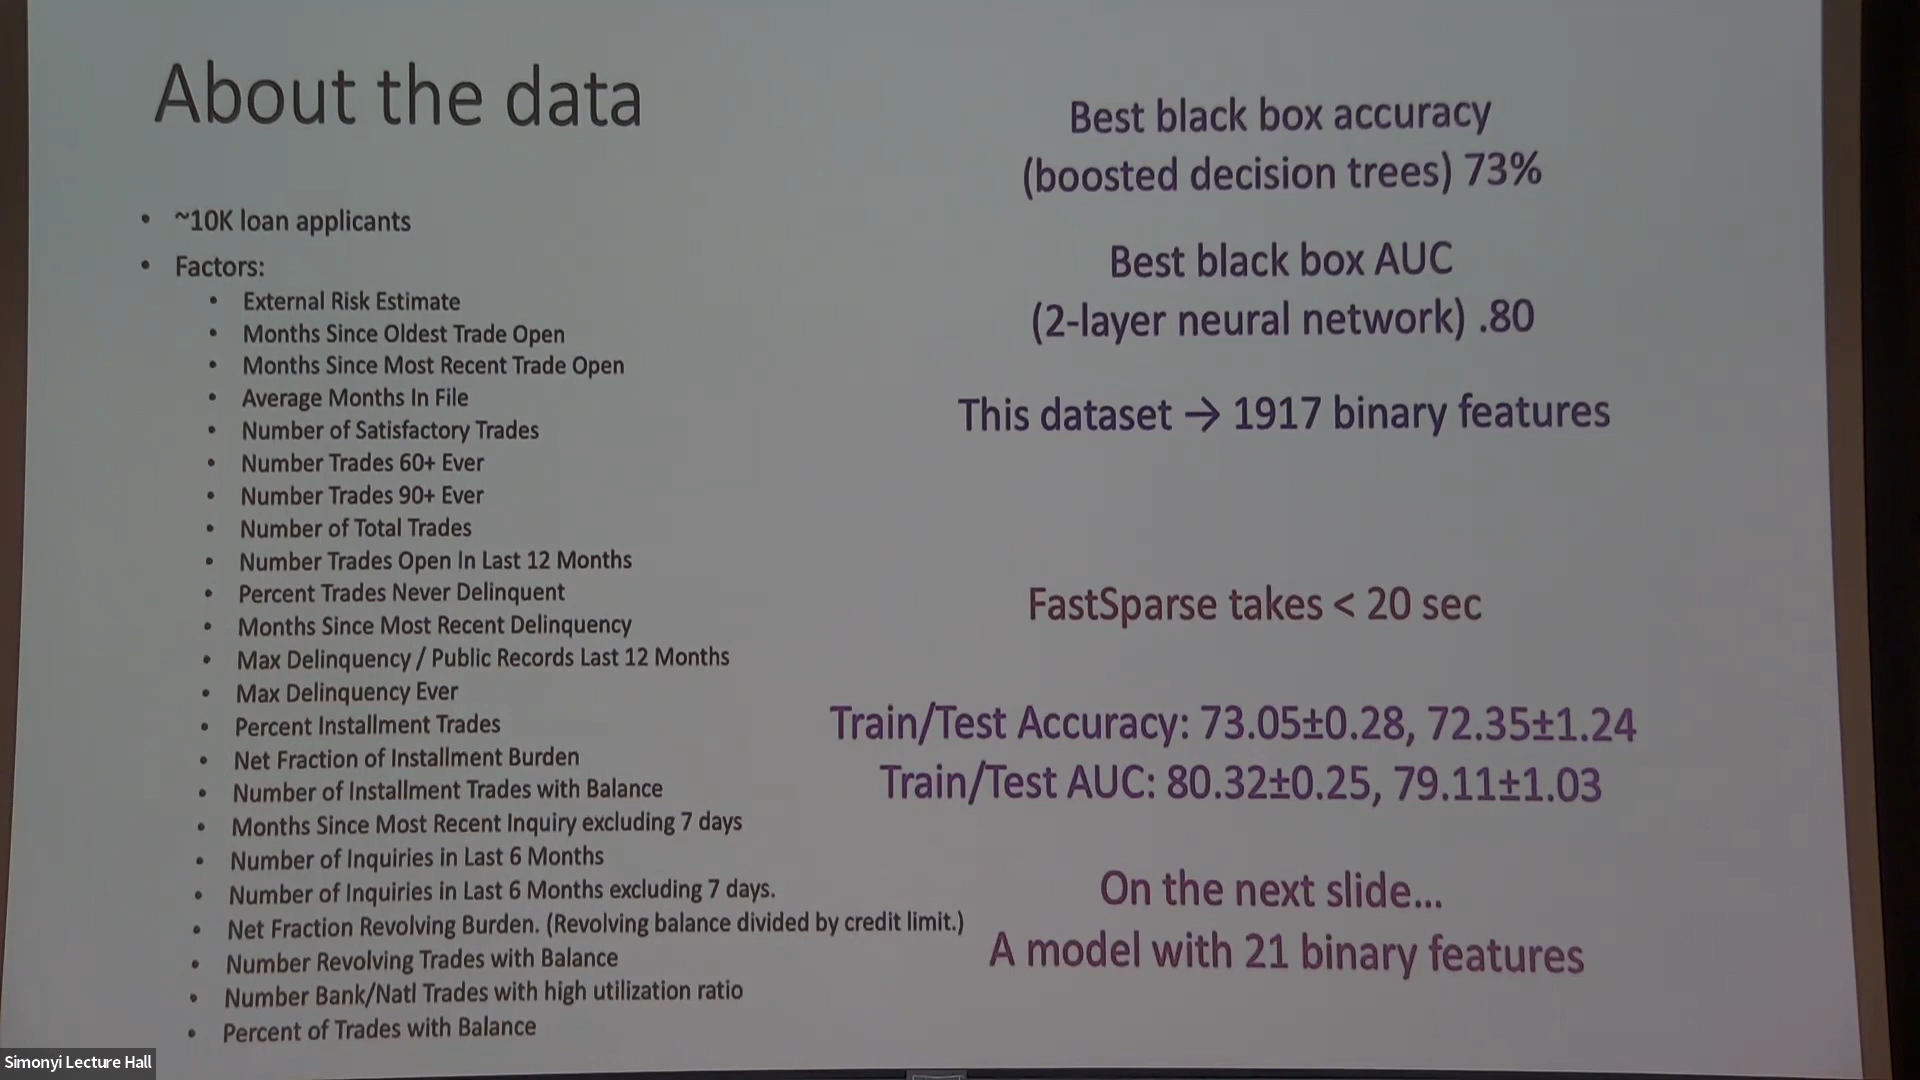 About the data
• ~10K loan applicants
• Factors:
• External Risk Estimate
• Months Since Oldest Trade Open
• Months Since Most Recent Trade Open
• Average Months In File
• Number of Satisfactory Trades
• Number Trades 60+ Ever
• Number Trades 90+ Ever
• Number of Total Trades
• Number Trades Open In Last 12 Months
• Percent Trades Never Delinquent
• Months Since Most Recent Delinquency
• Max Delinquency / Public Records Last 12 Months
• Max Delinquency Ever
• Percent Installment Trades
• Net Fraction of Installment Burden
• Number of Installment Trades with Balance
• Months Since Most Recent Inquiry excluding 7 days
• Number of Inquiries in Last 6 Months
• Number of Inquiries in Last 6 Months excluding 7 days.
• Net Fraction Revolving Burden. (Revolving balance divided by credit limit.)
• Number Revolving Trades with Balance
• Number Bank/Natl Trades with high utilization ratio
• Percent of Trades with Balance
Best black box accuracy
(boosted decision trees) 73%
Best black box AUC
(2-layer neural network) .80
This dataset → 1917 binary features
FastSparse takes < 20 sec
Train/Test Accuracy: 73.05±0.28, 72.35±1.24
Train/Test AUC: 80.32±0.25, 79.11±1.03
On the next slide...
A model with 21 binary features
Simonyi Lecture Hall